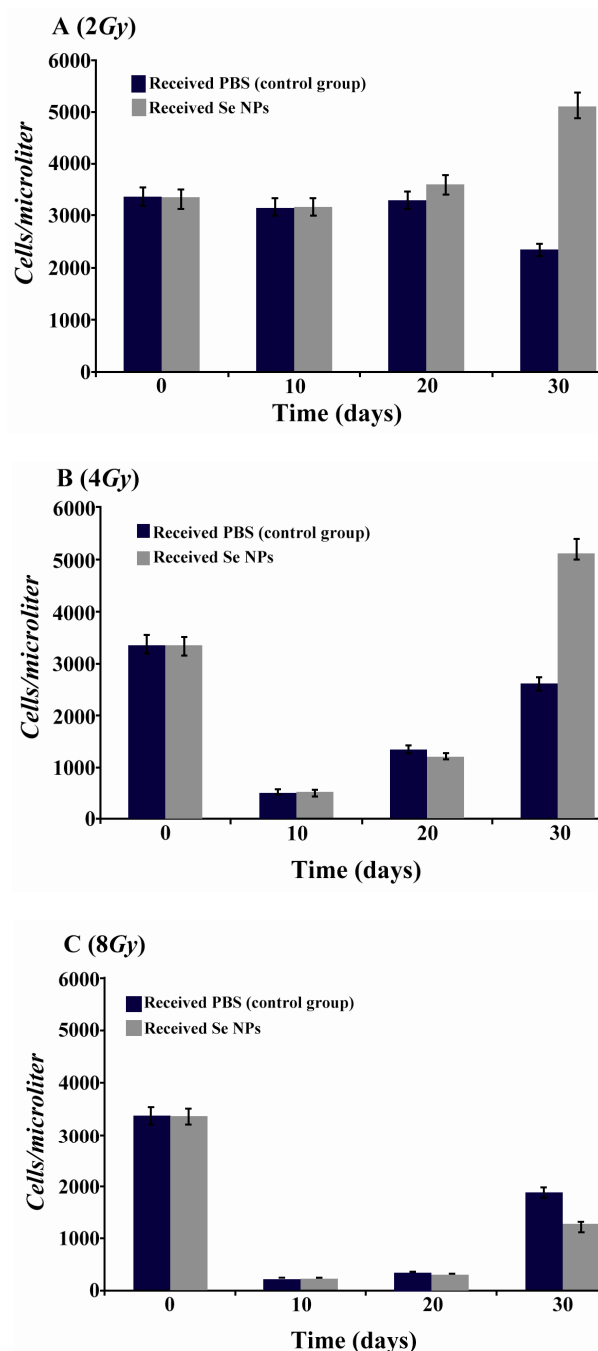 A (2Gy)
Received PBS (control group)
Received Se NPs
6000
5000
4000
3000
2000
1000
0
Cells/microliter
0 10 20 30
Time (days)
B (4Gy)
Received PBS (control group)
Received Se NPs
6000
5000
4000
3000
2000
1000
0
Cells/microliter
0 10 20 30
Time (days)
C (8Gy)
Received PBS (control group)
Received Se NPs
6000
5000
4000
3000
2000
1000
0
Cells/microliter
0 10 20 30
Time (days)